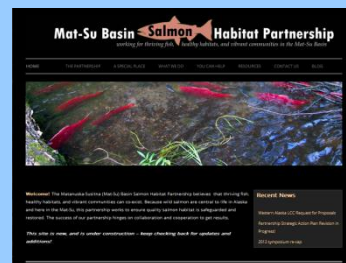 Mat-Su Basin Salmon Habitat Partnership
working for thriving fish, healthy habitats, and vibrant communities in the Mat-Su Basin
HOME THE PARTNERSHIP A SPECIAL PLACE WHAT WE DO YOU CAN HELP RESOURCES CONTACT US BLOG
Welcome! The Matanuska-Susitna (Mat-Su) Basin Salmon Habitat Partnership believes that thriving fish,
healthy habitats, and vibrant communities can co-exist. Because wild salmon are central to life in Alaska
and here in the Mat-Su, this partnership works to ensure quality salmon habitat is safeguarded and
restored. The success of our partnership hinges on collaboration and cooperation to get results.
This site is new, and is under construction – keep checking back for updates and
additions!
Recent News
Western Alaska LCC Request for Proposals
Partnership Strategic Action Plan Revision in
Progress!
2012 symposium re-cap